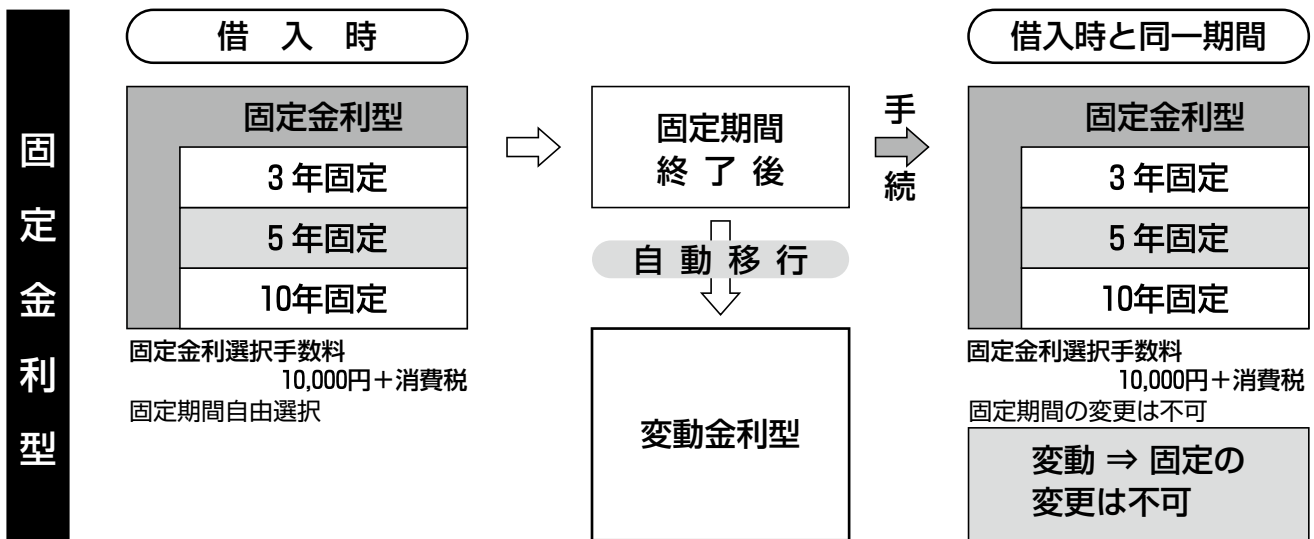 固定金利型
借 入 時
固定金利型
3 年固定
5 年固定
10年固定
固定金利選択手数料
10,000円＋消費税
固定期間自由選択
固定期間
終 了 後
手
続
自 動 移 行
変動金利型
借入時と同一期間
固定金利型
3 年固定
5 年固定
10年固定
固定金利選択手数料
10,000円＋消費税
固定期間の変更は不可
変動 ⇒ 固定の
変更は不可